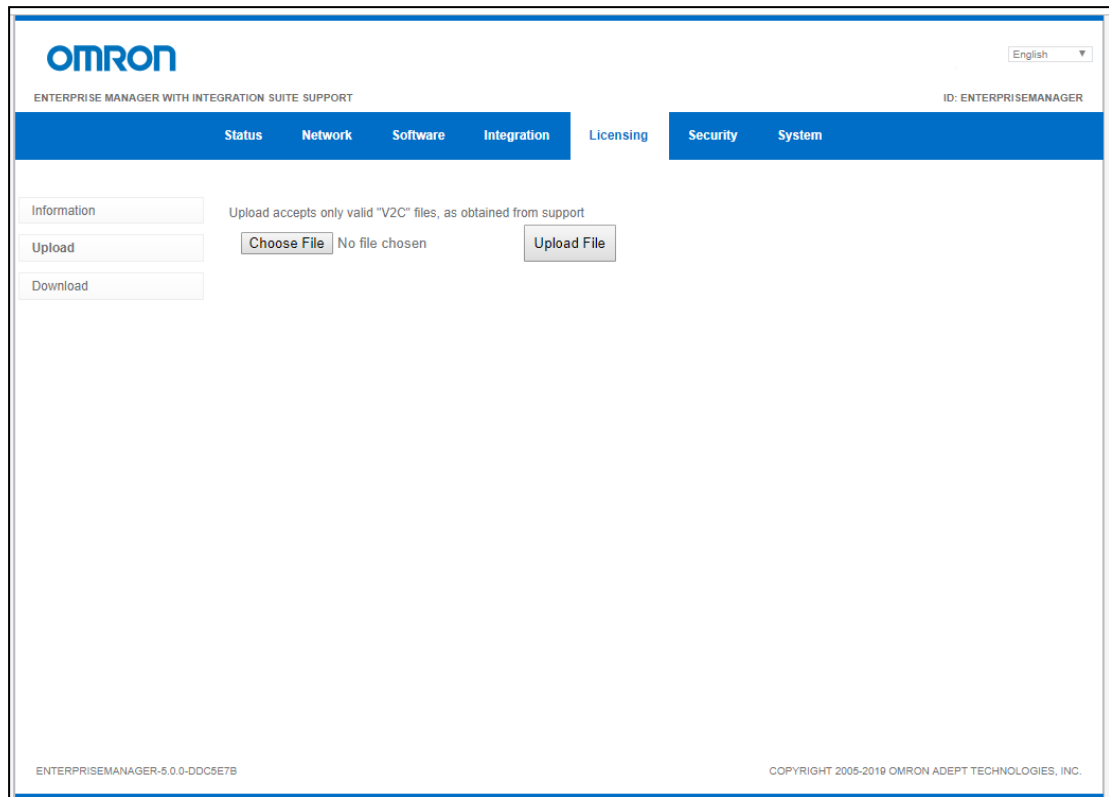 OMRON
English
ENTERPRISE MANAGER WITH INTEGRATION SUITE SUPPORT
ID: ENTERPRISEMANAGER
Status Network Software Integration Licensing Security System
Information
Upload
Download
Upload accepts only valid "V2C" files, as obtained from support
Choose File No file chosen Upload File
ENTERPRISEMANAGER-5.0.0-DDC5E7B
COPYRIGHT 2005-2019 OMRON ADEPT TECHNOLOGIES, INC.